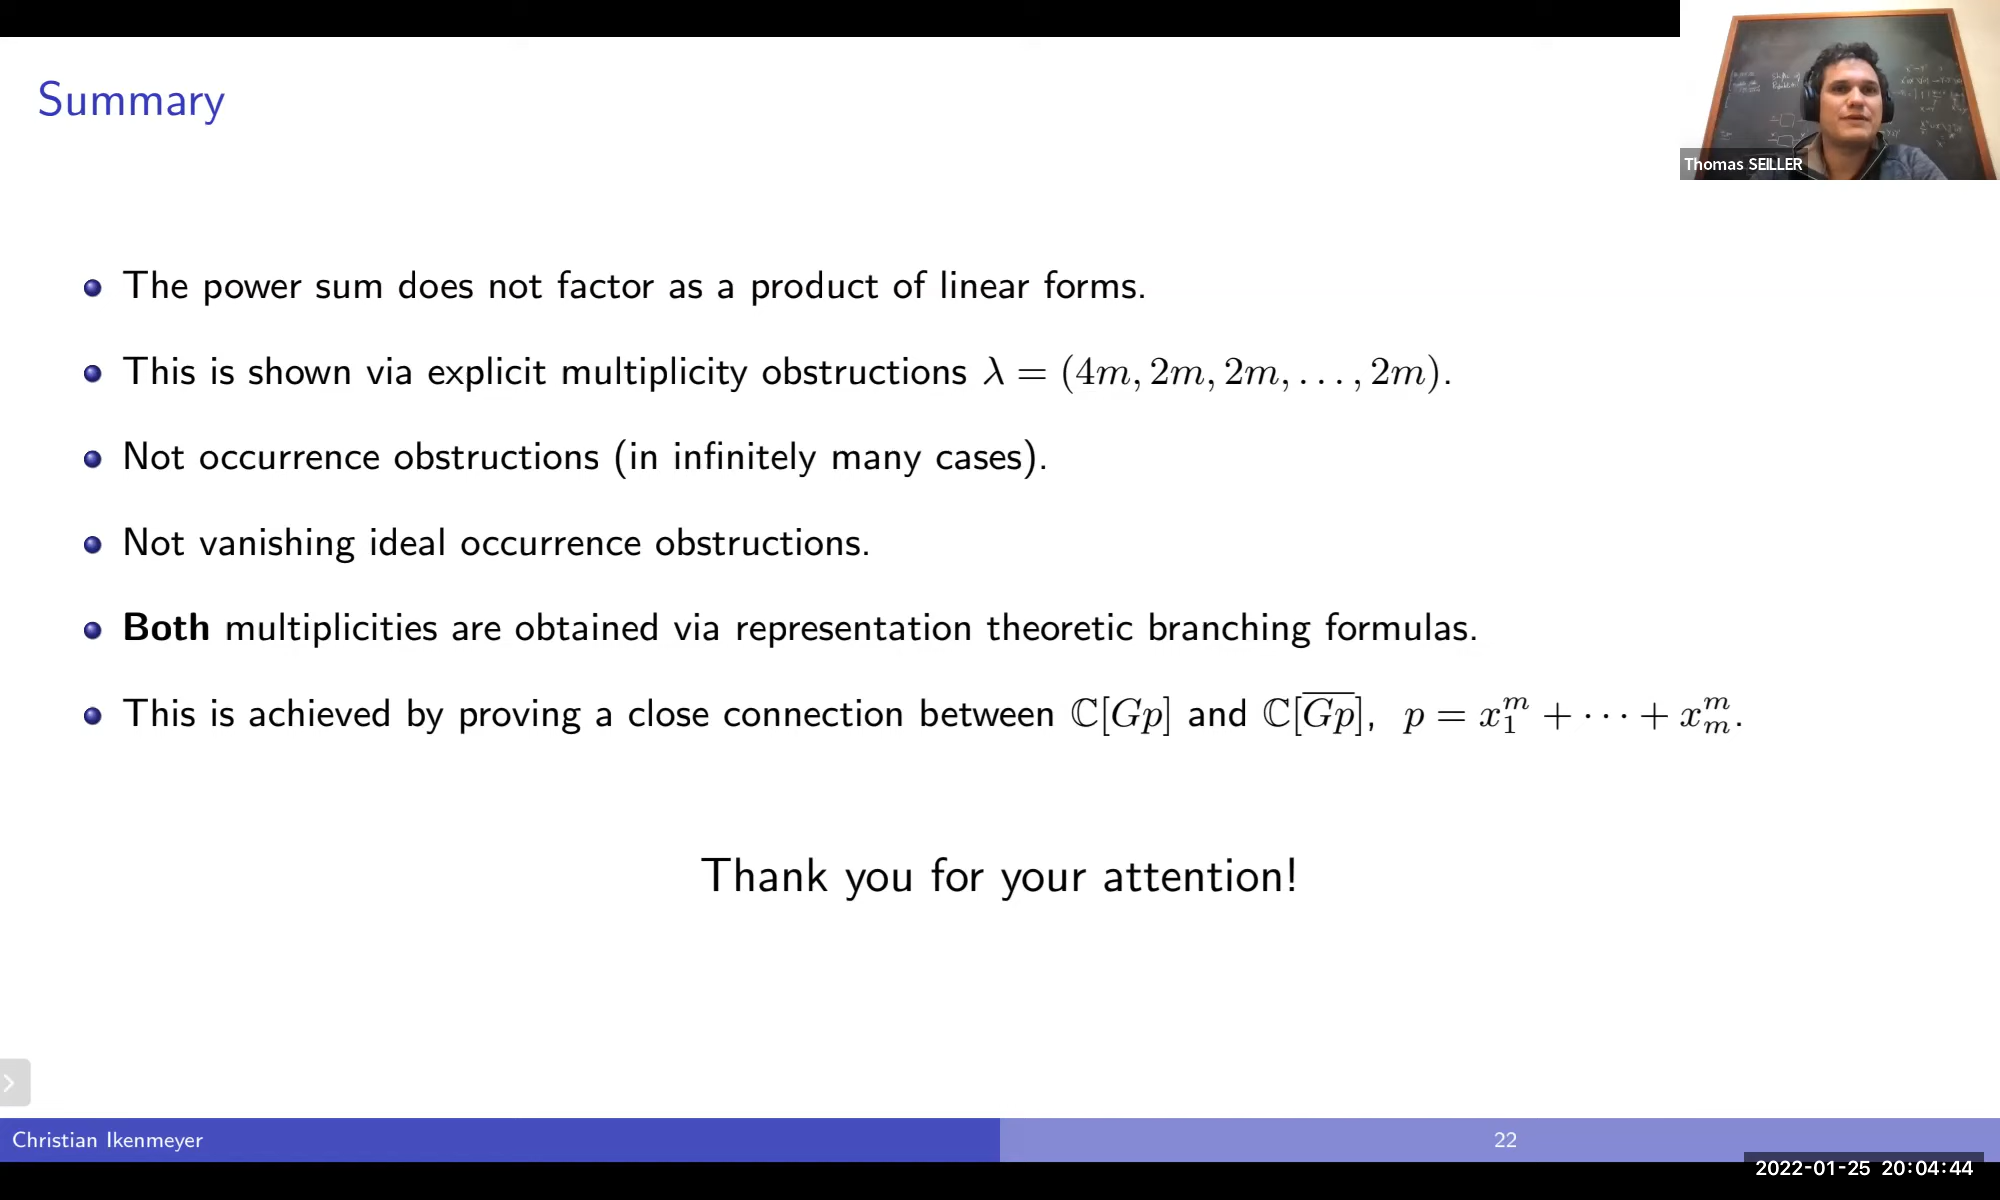 Summary
Thomas SEILLER
The power sum does not factor as a product of linear forms.
This is shown via explicit multiplicity obstructions λ = (4m, 2m, 2m, . . . , 2m).
Not occurrence obstructions (in infinitely many cases).
Not vanishing ideal occurrence obstructions.
Both multiplicities are obtained via representation theoretic branching formulas.
This is achieved by proving a close connection between ℂ[Gp] and ℂ[\overline{Gp}], p = x_1^m + · · · + x_m^m.
Thank you for your attention!
Christian Ikenmeyer
22
2022-01-25 20:04:44